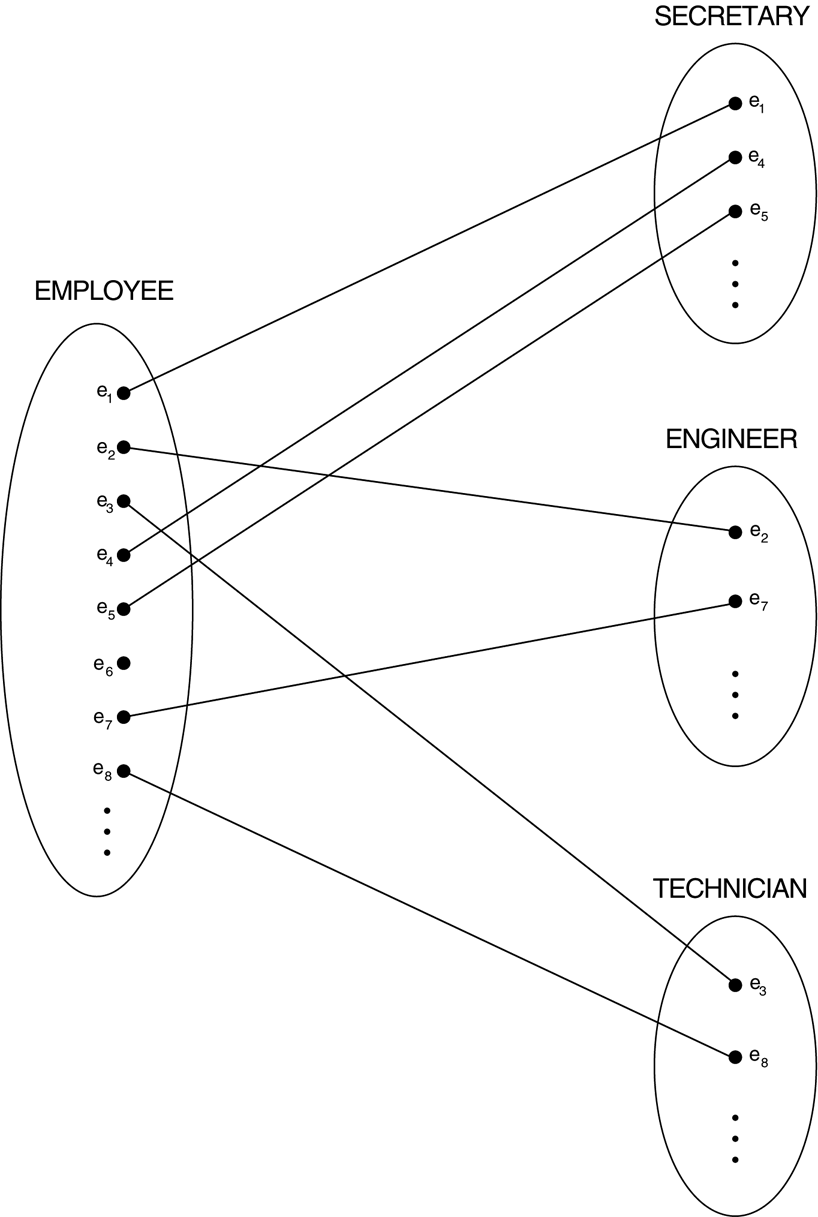 SECRETARY
e1
e4
e5
EMPLOYEE
e1
e2
e3
e4
e5
e6
e7
e8
ENGINEER
e2
e7
TECHNICIAN
e3
e8